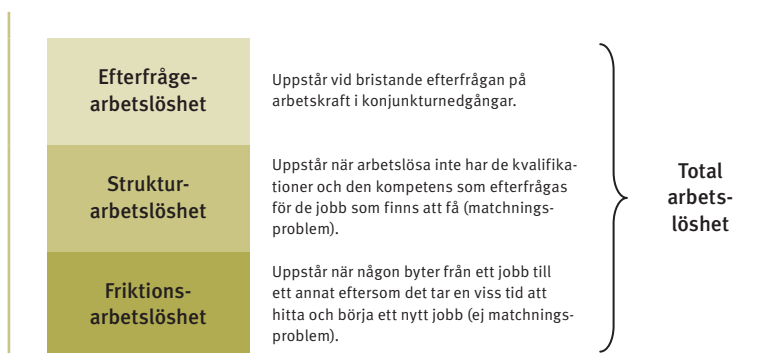 Efterfråge-
arbetslöshet
Uppstår vid bristande efterfrågan på
arbetskraft i konjunkturnedgångar.
Struktur-
arbetslöshet
Uppstår när arbetslösa inte har de kvalifika-
tioner och den kompetens som efterfrågas
för de jobb som finns att få (matchnings-
problem).
Friktions-
arbetslöshet
Uppstår när någon byter från ett jobb till
ett annat eftersom det tar en viss tid att
hitta och börja ett nytt jobb (ej matchnings-
problem).
Total
arbets-
löshet